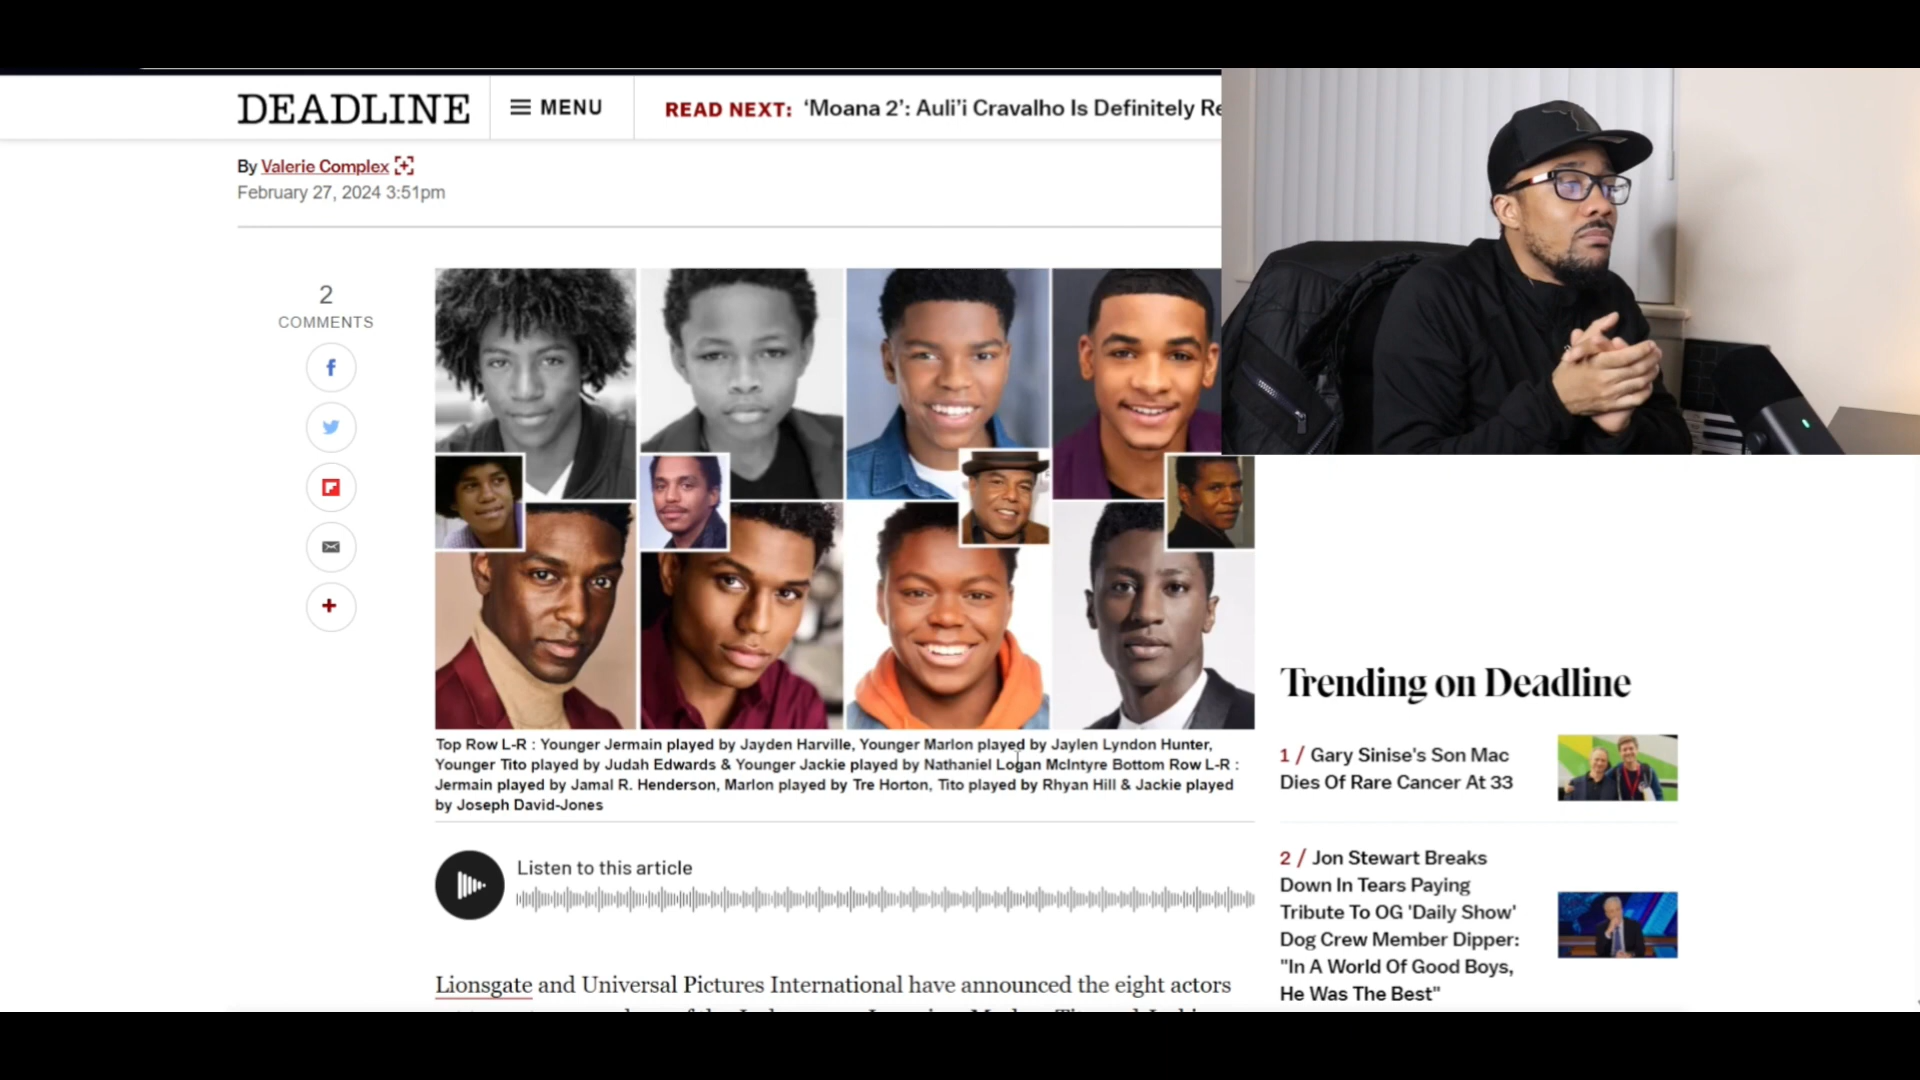 DEADLINE
MENU
READ NEXT: ‘Moana 2’: Auli’i Cravalho Is Definitely Re
By Valerie Complex
February 27, 2024 3:51pm
2
COMMENTS
Top Row L-R : Younger Jermain played by Jayden Harville, Younger Marlon played by Jaylen Lyndon Hunter,
Younger Tito played by Judah Edwards & Younger Jackie played by Nathaniel Logan McIntyre Bottom Row L-R :
Jermain played by Jamal R. Henderson, Marlon played by Tre Horton, Tito played by Rhyan Hill & Jackie played
by Joseph David-Jones
Listen to this article
Lionsgate and Universal Pictures International have announced the eight actors
Trending on Deadline
1 / Gary Sinise's Son Mac
Dies Of Rare Cancer At 33
2 / Jon Stewart Breaks
Down In Tears Paying
Tribute To OG 'Daily Show'
Dog Crew Member Dipper:
"In A World Of Good Boys,
He Was The Best"